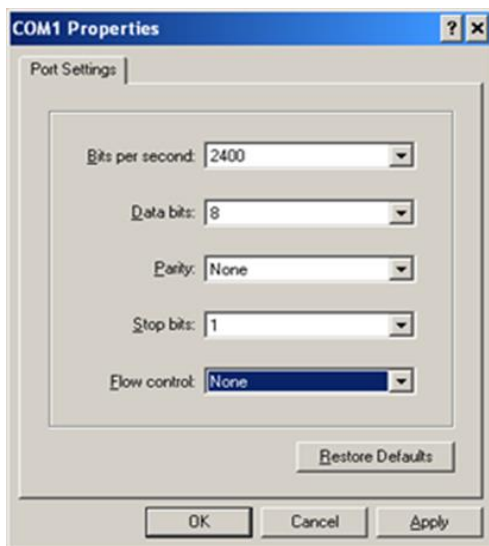 COM1 Properties
Port Settings
Bits per second: 2400
Data bits: 8
Parity: None
Stop bits: 1
Flow control: None
Restore Defaults
OK Cancel Apply